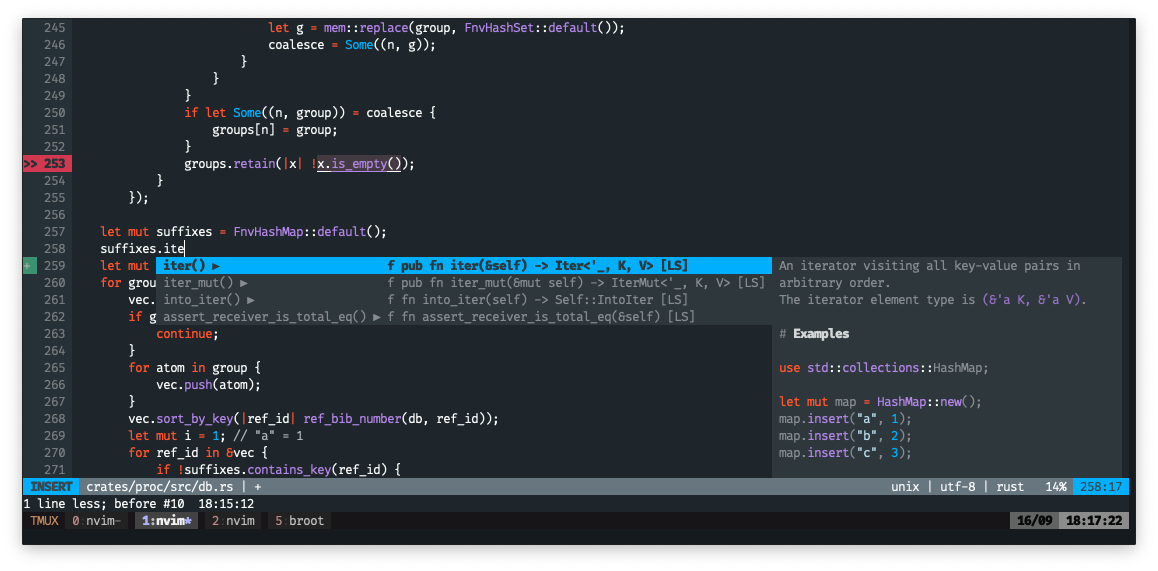 245 let g = mem::replace(group, FnvHashSet::default());
246 coalesce = Some((n, g));
247 }
248 }
249 }
250 if let Some((n, group)) = coalesce {
251 groups[n] = group;
252 }
>> 253 groups.retain(|x| !x.is_empty());
254 }
255 });
256
257 let mut suffixes = FnvHashMap::default();
258 suffixes.ite
+ 259 let mut iter() ▶ f pub fn iter(&self) -> Iter<'_, K, V> [LS] An iterator visiting all key-value pairs in
260 for grou iter_mut() ▶ f pub fn iter_mut(&mut self) -> IterMut<'_, K, V> [LS] arbitrary order.
261 vec. into_iter() ▶ f fn into_iter(self) -> Self::IntoIter [LS] The iterator element type is (&'a K, &'a V).
262 if g assert_receiver_is_total_eq() ▶ f fn assert_receiver_is_total_eq(&self) [LS]
263 continue; # Examples
264 }
265 for atom in group { use std::collections::HashMap;
266 vec.push(atom);
267 } let mut map = HashMap::new();
268 vec.sort_by_key(|ref_id| ref_bib_number(db, ref_id)); map.insert("a", 1);
269 let mut i = 1; // "a" = 1 map.insert("b", 2);
270 for ref_id in &vec { map.insert("c", 3);
271 if !suffixes.contains_key(ref_id) {
INSERT crates/proc/src/db.rs | + unix | utf-8 | rust 14% 258:17
1 line less; before #10 18:15:12
TMUX 0:nvim- 1:nvim* 2:nvim 5:broot 16/09 18:17:22